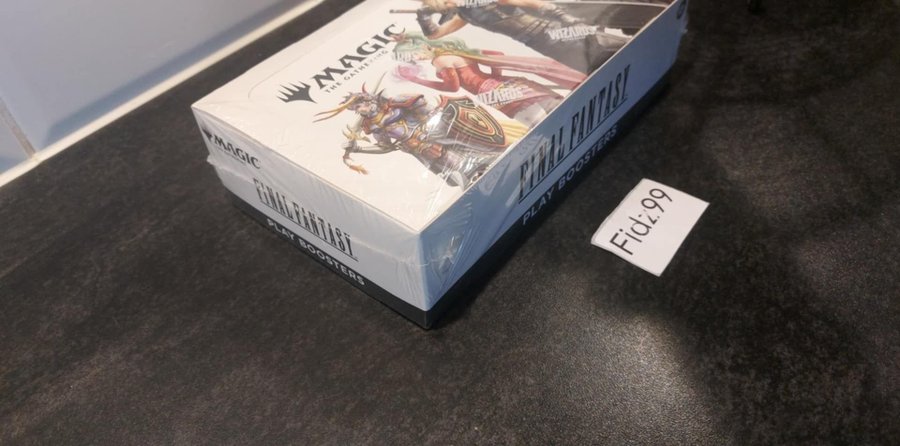 MAGIC
THE GATHERING
WIZARDS
WIZARDS
MAGIC
FINAL FANTASY
PLAY BOOSTERS
FINAL FANTASY
PLAY BOOSTERS
Fidz99